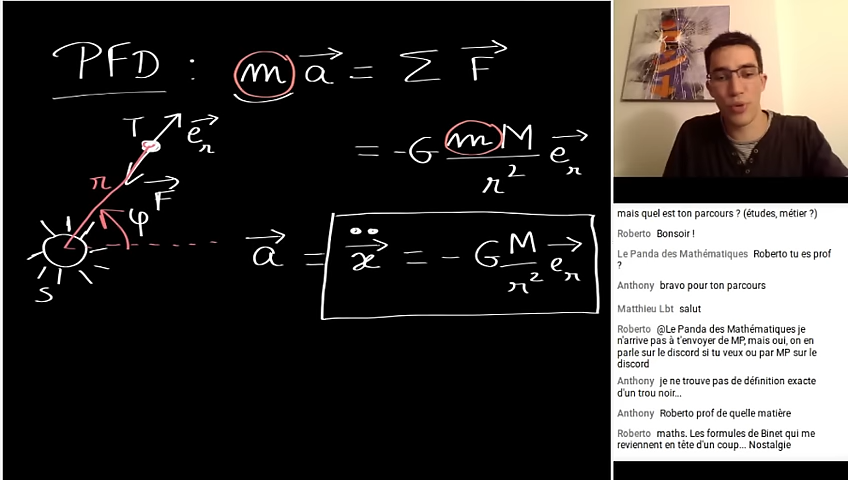 PFD : m a⃗ = Σ F⃗
= -G mM/r² e⃗r
T
e⃗r
r
F⃗
φ
S
a⃗ = ẍ⃗ = - G M/r² e⃗r
mais quel est ton parcours ? (études, métier ?)
Roberto Bonsoir !
Le Panda des Mathématiques Roberto tu es prof
?
Anthony bravo pour ton parcours
Matthieu Lbt salut
Roberto @Le Panda des Mathématiques je
n'arrive pas à t'envoyer de MP, mais oui, on en
parle sur le discord si tu veux ou par MP sur le
discord
Anthony je ne trouve pas de définition exacte
d'un trou noir...
Anthony Roberto prof de quelle matière
Roberto maths. Les formules de Binet qui me
reviennent en tête d'un coup... Nostalgie